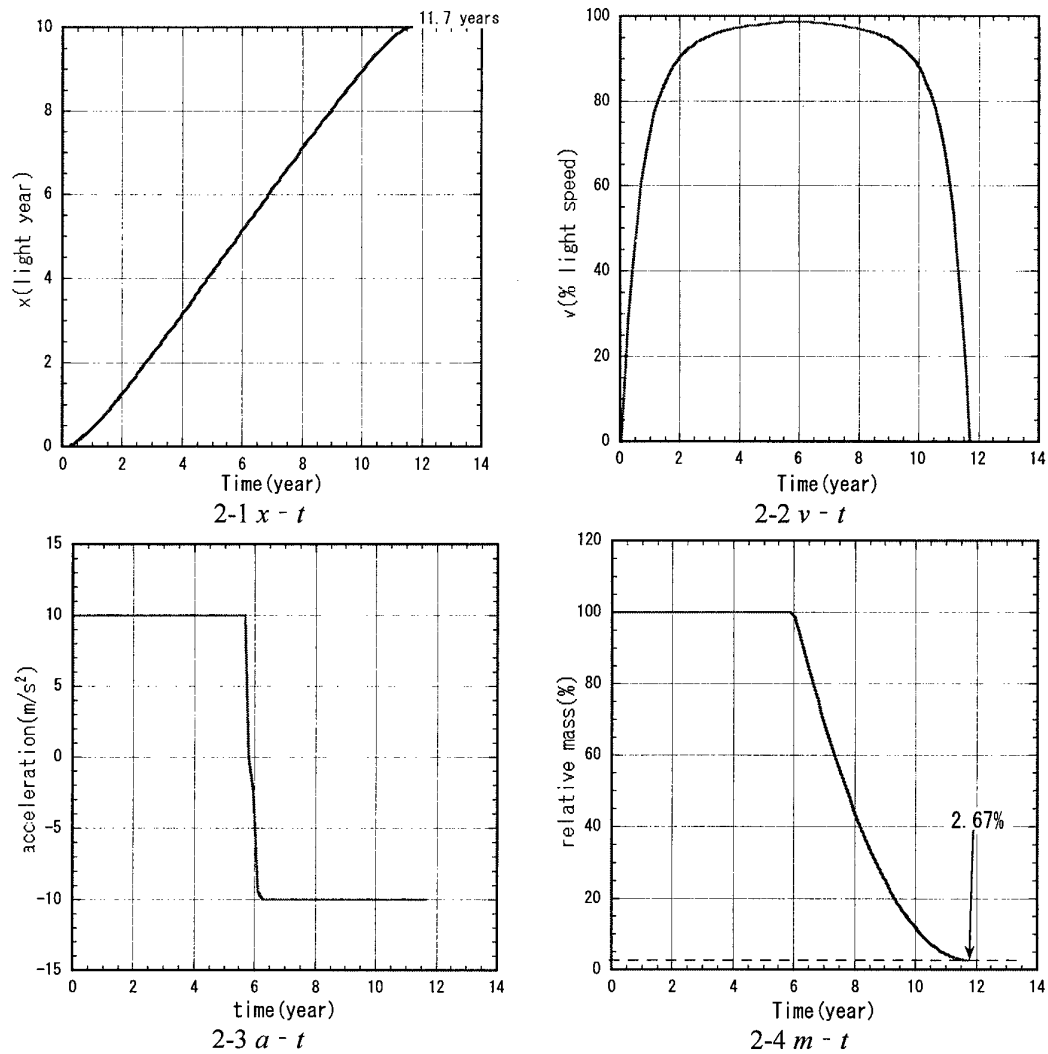 11.7 years
10
8
6
4
2
0
x(light year)
0 2 4 6 8 10 12 14
Time(year)
2-1 x - t
100
80
60
40
20
0
v(% light speed)
0 2 4 6 8 10 12 14
Time(year)
2-2 v - t
15
10
5
0
-5
-10
-15
acceleration(m/s²)
0 2 4 6 8 10 12 14
time(year)
2-3 a - t
120
100
80
60
40
20
0
relative mass(%)
2.67%
0 2 4 6 8 10 12 14
Time(year)
2-4 m - t